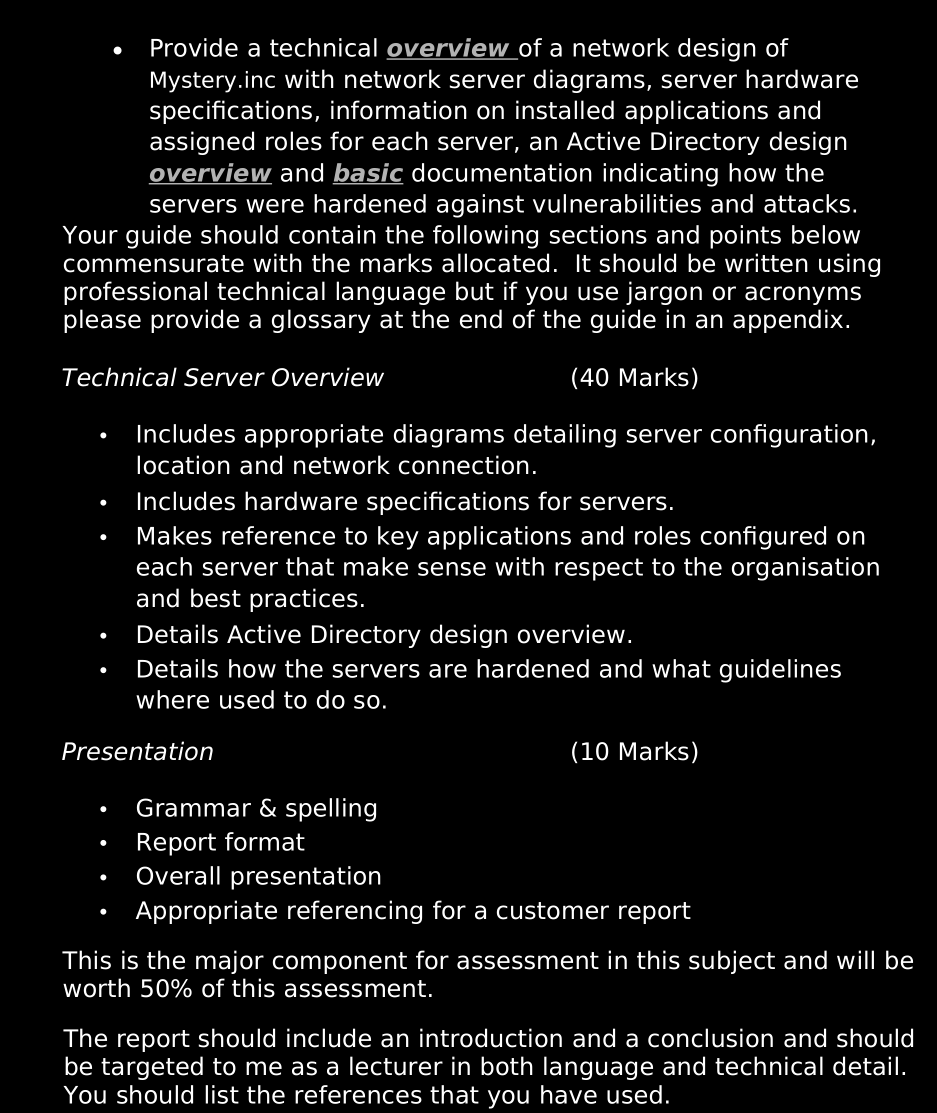 • Provide a technical overview of a network design of
Mystery.inc with network server diagrams, server hardware
specifications, information on installed applications and
assigned roles for each server, an Active Directory design
overview and basic documentation indicating how the
servers were hardened against vulnerabilities and attacks.
Your guide should contain the following sections and points below
commensurate with the marks allocated.  It should be written using
professional technical language but if you use jargon or acronyms
please provide a glossary at the end of the guide in an appendix.
Technical Server Overview (40 Marks)
• Includes appropriate diagrams detailing server configuration,
location and network connection.
• Includes hardware specifications for servers.
• Makes reference to key applications and roles configured on
each server that make sense with respect to the organisation
and best practices.
• Details Active Directory design overview.
• Details how the servers are hardened and what guidelines
where used to do so.
Presentation (10 Marks)
• Grammar & spelling
• Report format
• Overall presentation
• Appropriate referencing for a customer report
This is the major component for assessment in this subject and will be
worth 50% of this assessment.
The report should include an introduction and a conclusion and should
be targeted to me as a lecturer in both language and technical detail.
You should list the references that you have used.